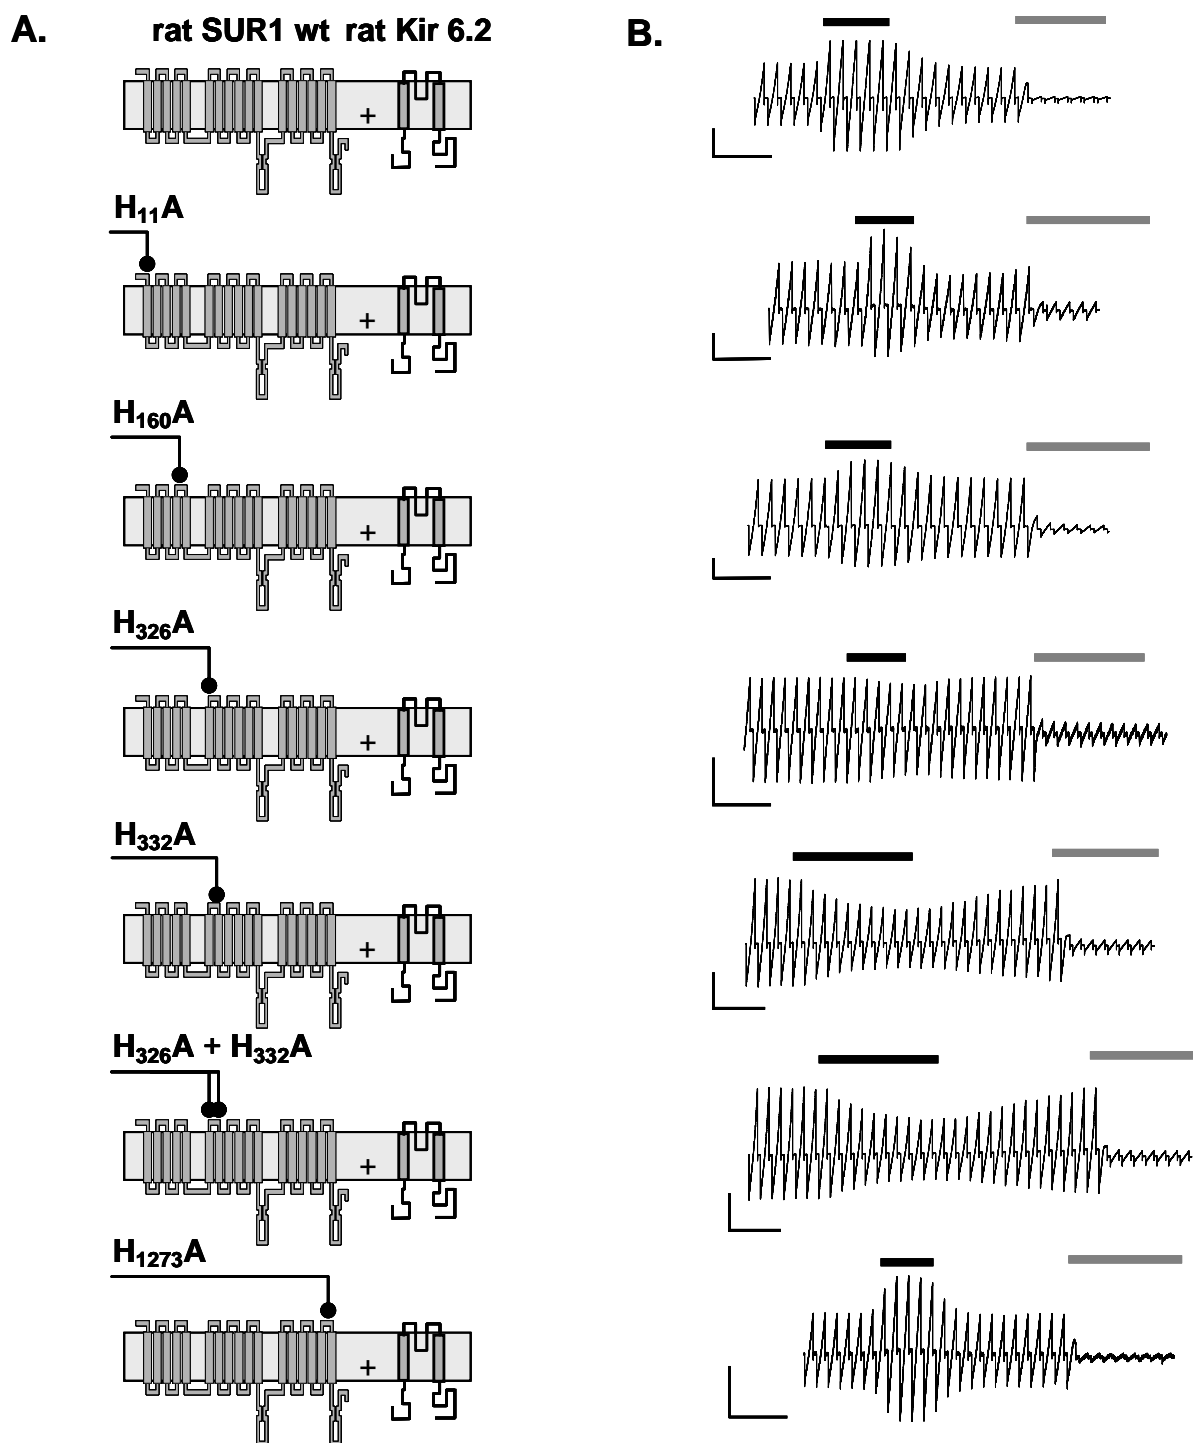 A. rat SUR1 wt rat Kir 6.2 B.
+
H₁₁A
+
H₁₆₀A
+
H₃₂₆A
+
H₃₃₂A
+
H₃₂₆A + H₃₃₂A
+
H₁₂₇₃A
+